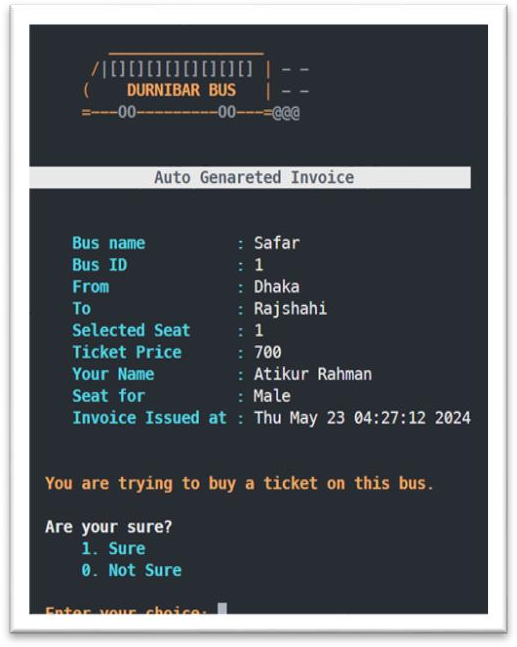 /|[][][][][][][][] | - -
( DURNIBAR BUS | - -
=---OO---------OO---=@@@
Auto Genareted Invoice
Bus name : Safar
Bus ID : 1
From : Dhaka
To : Rajshahi
Selected Seat : 1
Ticket Price : 700
Your Name : Atikur Rahman
Seat for : Male
Invoice Issued at : Thu May 23 04:27:12 2024
You are trying to buy a ticket on this bus.
Are your sure?
1. Sure
0. Not Sure
Enter your choice: